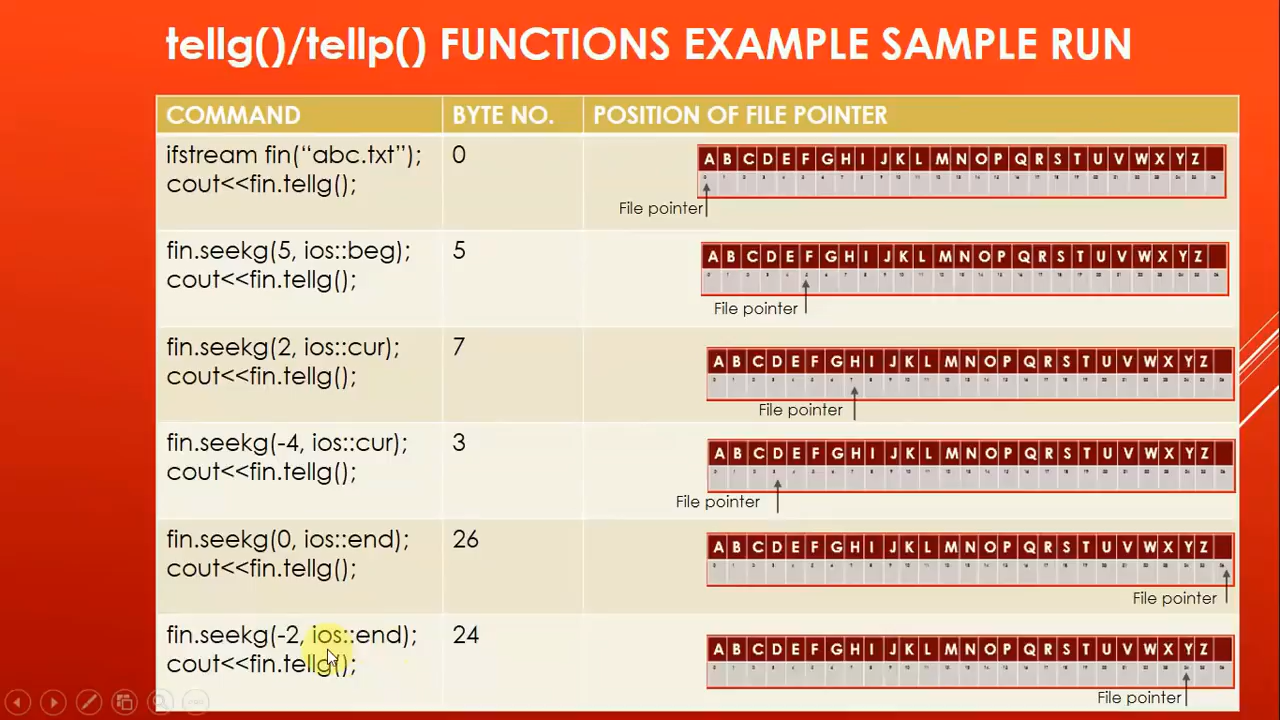 tellg()/tellp() FUNCTIONS EXAMPLE SAMPLE RUN
COMMAND BYTE NO. POSITION OF FILE POINTER
ifstream fin(“abc.txt”); 0
cout<<fin.tellg();
A B C D E F G H I J K L M N O P Q R S T U V W X Y Z
File pointer
fin.seekg(5, ios::beg); 5
cout<<fin.tellg();
A B C D E F G H I J K L M N O P Q R S T U V W X Y Z
File pointer
fin.seekg(2, ios::cur); 7
cout<<fin.tellg();
A B C D E F G H I J K L M N O P Q R S T U V W X Y Z
File pointer
fin.seekg(-4, ios::cur); 3
cout<<fin.tellg();
A B C D E F G H I J K L M N O P Q R S T U V W X Y Z
File pointer
fin.seekg(0, ios::end); 26
cout<<fin.tellg();
A B C D E F G H I J K L M N O P Q R S T U V W X Y Z
File pointer
fin.seekg(-2, ios::end); 24
cout<<fin.tellg();
A B C D E F G H I J K L M N O P Q R S T U V W X Y Z
File pointer